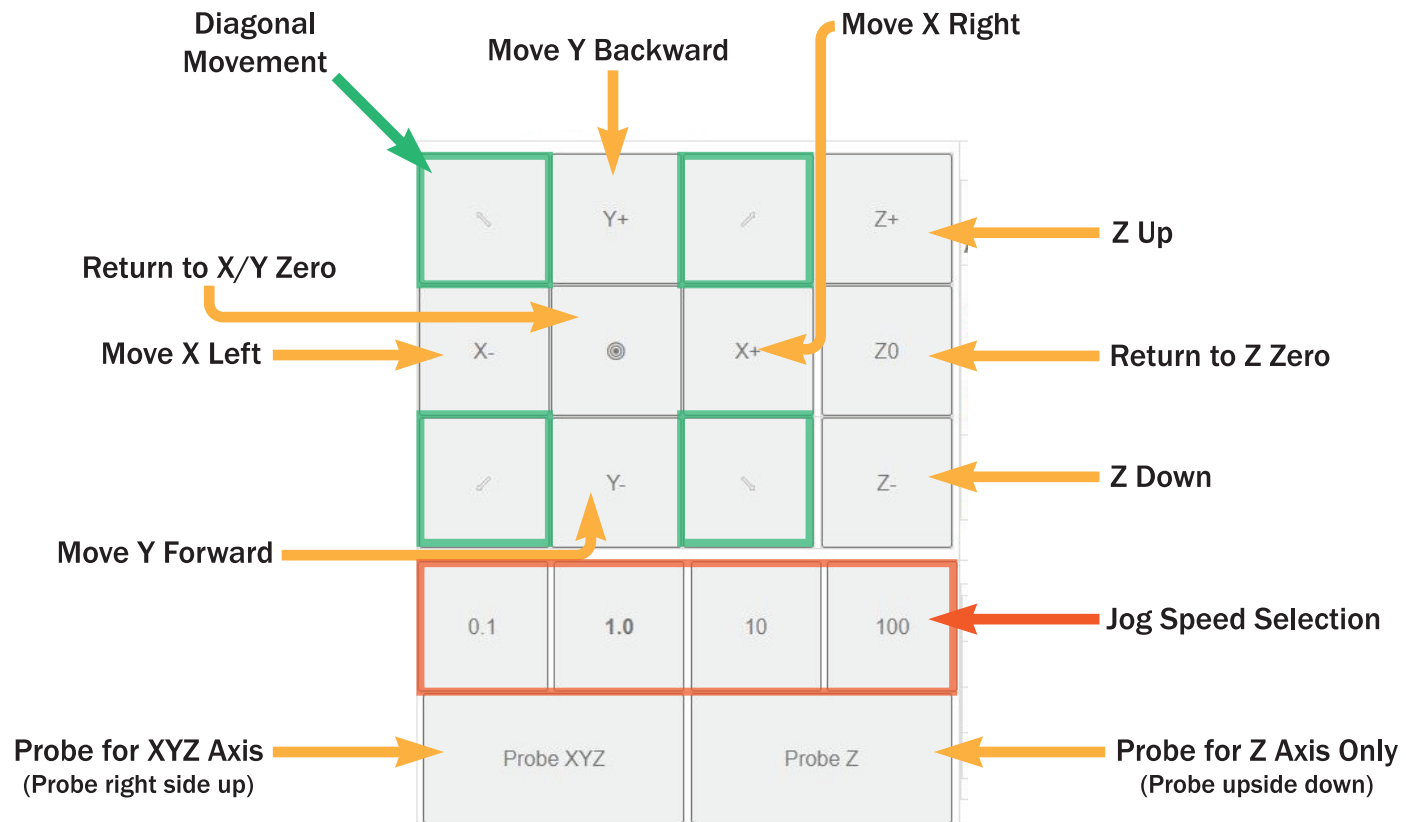 Diagonal
Movement
Move Y Backward
Move X Right
Y+
Z+
Z Up
Return to X/Y Zero
Move X Left
X-
X+
Z0
Return to Z Zero
Y-
Z-
Z Down
Move Y Forward
0.1
1.0
10
100
Jog Speed Selection
Probe for XYZ Axis
(Probe right side up)
Probe XYZ
Probe Z
Probe for Z Axis Only
(Probe upside down)